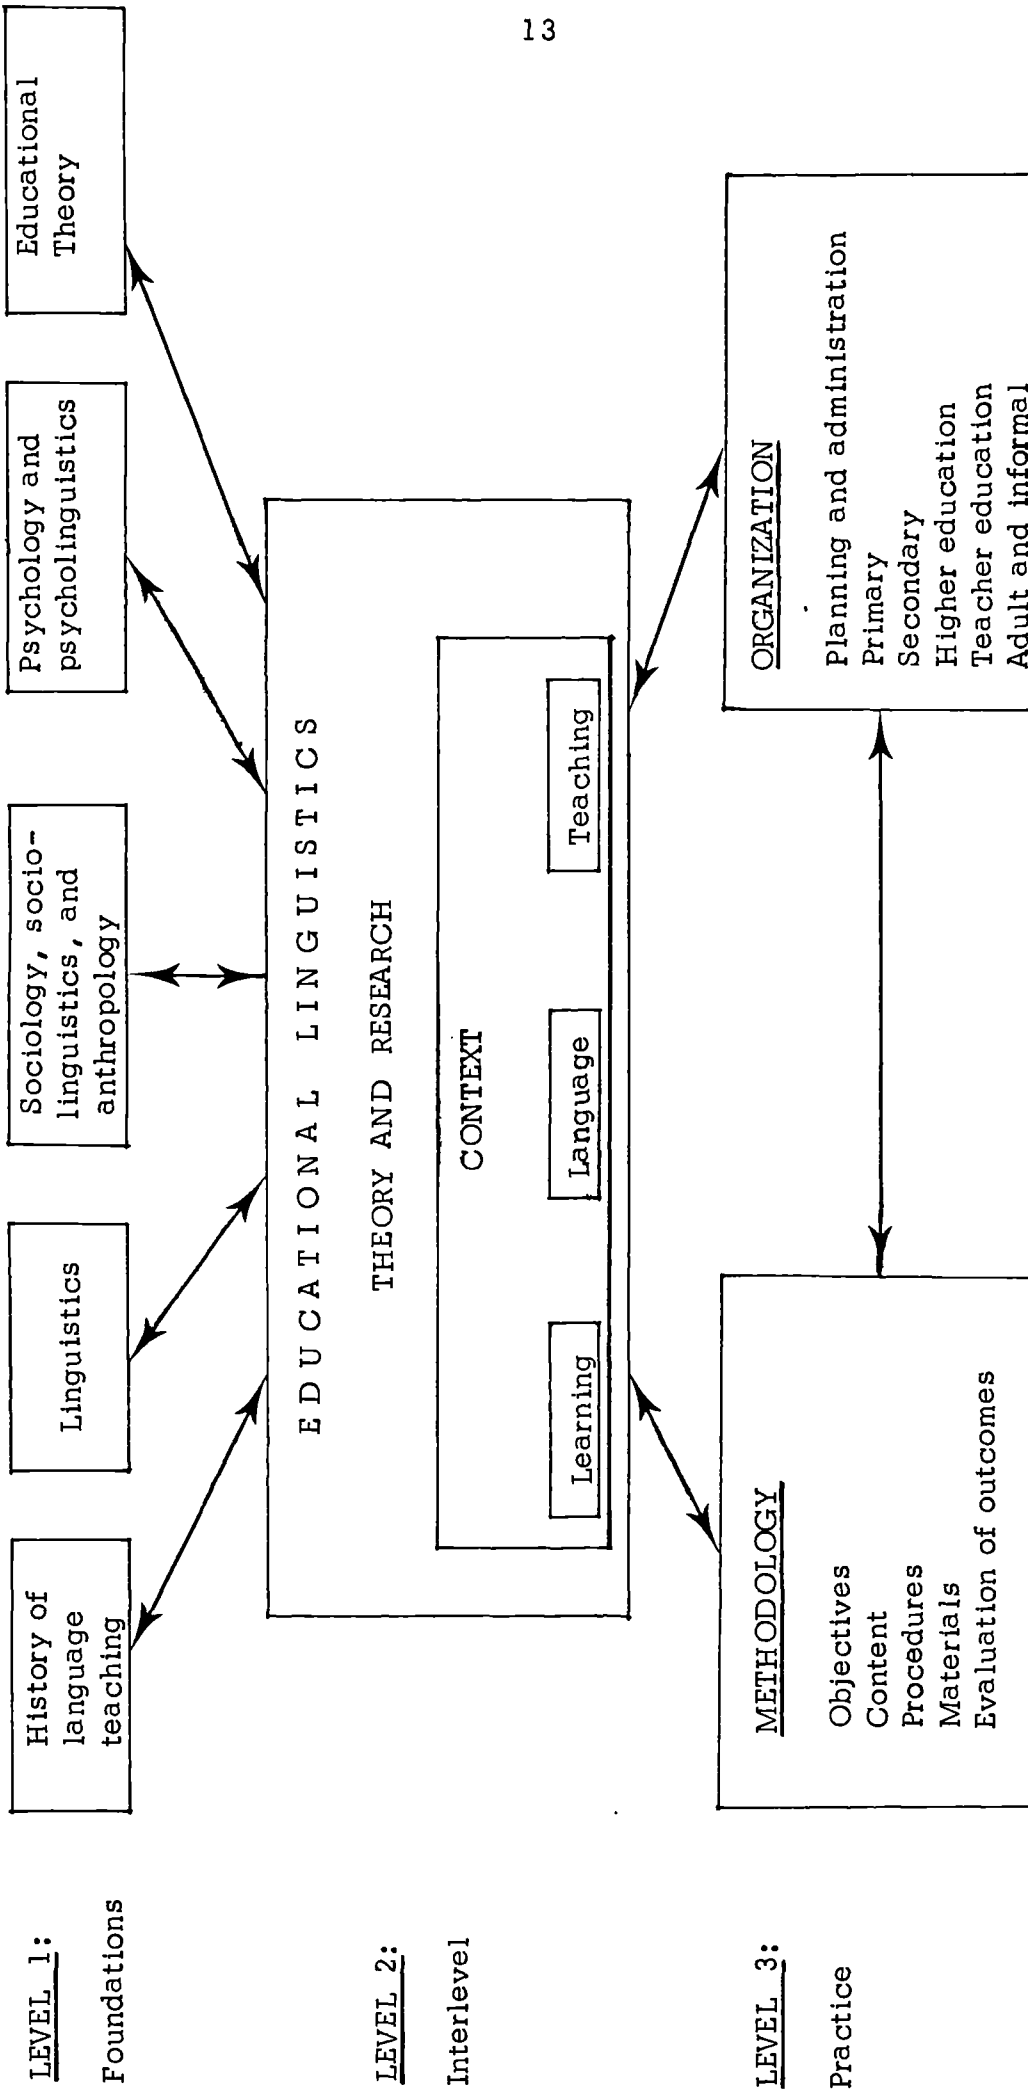 13
LEVEL 1:
Foundations
History of
language
teaching
Linguistics
Sociology, socio-
linguistics, and
anthropology
Psychology and
psycholinguistics
Educational
Theory
LEVEL 2:
Interlevel
EDUCATIONAL LINGUISTICS
THEORY AND RESEARCH
CONTEXT
Learning
Language
Teaching
LEVEL 3:
Practice
METHODOLOGY
Objectives
Content
Procedures
Materials
Evaluation of outcomes
ORGANIZATION
Planning and administration
Primary
Secondary
Higher education
Teacher education
Adult and informal